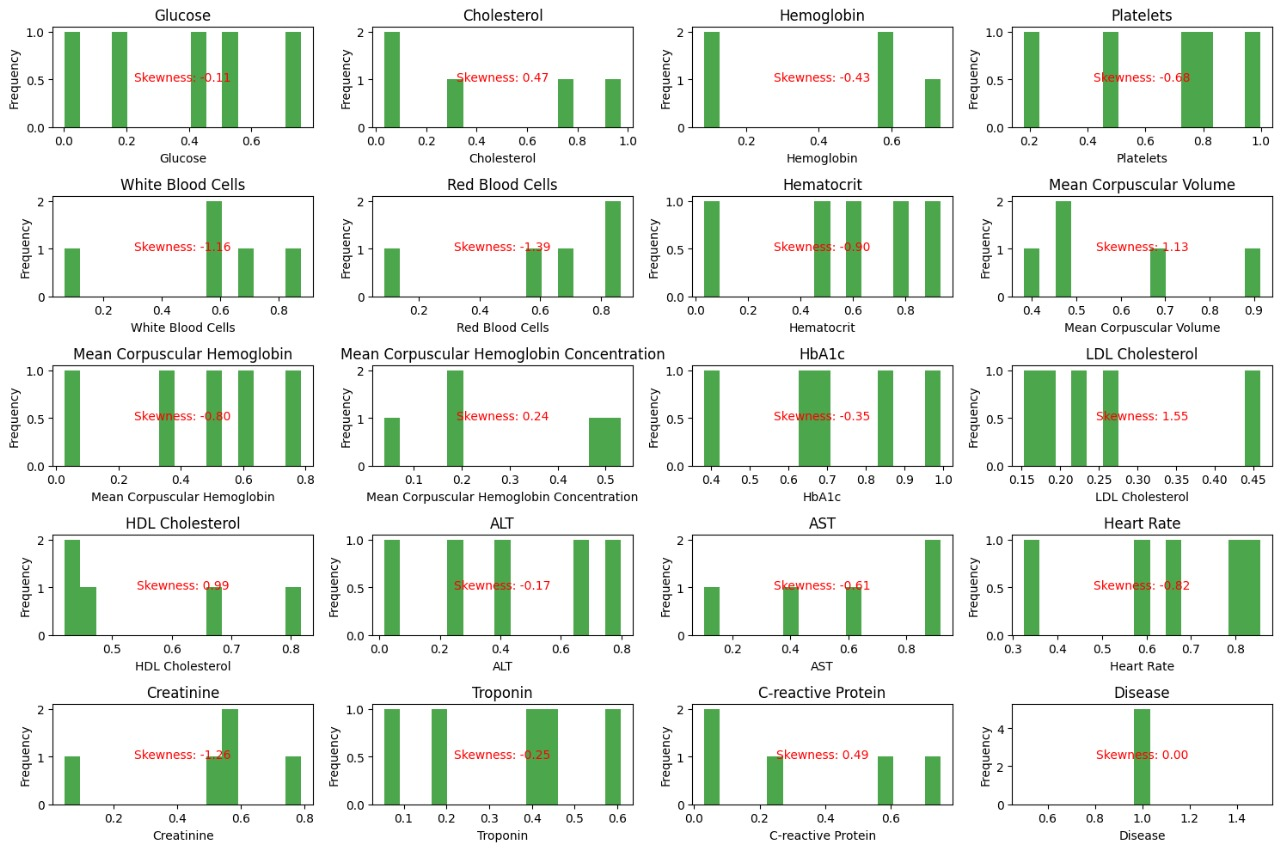 Glucose Cholesterol Hemoglobin Platelets
1.0 2 2 1.0
Frequency 0.5 Skewness: -0.11 Frequency 1 Skewness: 0.47 Frequency 1 Skewness: -0.43 Frequency 0.5 Skewness: -0.68
0.0 0 0 0.0
0.0 0.2 0.4 0.6 0.0 0.2 0.4 0.6 0.8 1.0 0.2 0.4 0.6 0.2 0.4 0.6 0.8 1.0
Glucose Cholesterol Hemoglobin Platelets
White Blood Cells Red Blood Cells Hematocrit Mean Corpuscular Volume
2 2 1.0 2
Frequency 1 Skewness: -1.16 Frequency 1 Skewness: -1.39 Frequency 0.5 Skewness: -0.90 Frequency 1 Skewness: 1.13
0 0 0.0 0
0.2 0.4 0.6 0.8 0.2 0.4 0.6 0.8 0.0 0.2 0.4 0.6 0.8 1.0 0.4 0.5 0.6 0.7 0.8 0.9
White Blood Cells Red Blood Cells Hematocrit Mean Corpuscular Volume
Mean Corpuscular Hemoglobin Mean Corpuscular Hemoglobin Concentration HbA1c LDL Cholesterol
1.0 2 1.0 1.0
Frequency 0.5 Skewness: -0.80 Frequency 1 Skewness: 0.24 Frequency 0.5 Skewness: -0.35 Frequency 0.5 Skewness: 1.55
0.0 0 0.0 0.0
0.0 0.2 0.4 0.6 0.8 0.1 0.2 0.3 0.4 0.5 0.4 0.5 0.6 0.7 0.8 0.9 1.0 0.15 0.20 0.25 0.30 0.35 0.40 0.45
Mean Corpuscular Hemoglobin Mean Corpuscular Hemoglobin Concentration HbA1c LDL Cholesterol
HDL Cholesterol ALT AST Heart Rate
2 1.0 2 1.0
Frequency 1 Skewness: 0.99 Frequency 0.5 Skewness: -0.17 Frequency 1 Skewness: -0.61 Frequency 0.5 Skewness: -0.82
0 0.0 0 0.0
0.5 0.6 0.7 0.8 0.0 0.2 0.4 0.6 0.8 0.2 0.4 0.6 0.8 0.3 0.4 0.5 0.6 0.7 0.8
HDL Cholesterol ALT AST Heart Rate
Creatinine Troponin C-reactive Protein Disease
2 1.0 2 4
Frequency 1 Skewness: -1.26 Frequency 0.5 Skewness: -0.25 Frequency 1 Skewness: 0.49 Frequency 2 Skewness: 0.00
0 0.0 0 0
0.2 0.4 0.6 0.8 0.1 0.2 0.3 0.4 0.5 0.6 0.0 0.2 0.4 0.6 0.6 0.8 1.0 1.2 1.4
Creatinine Troponin C-reactive Protein Disease